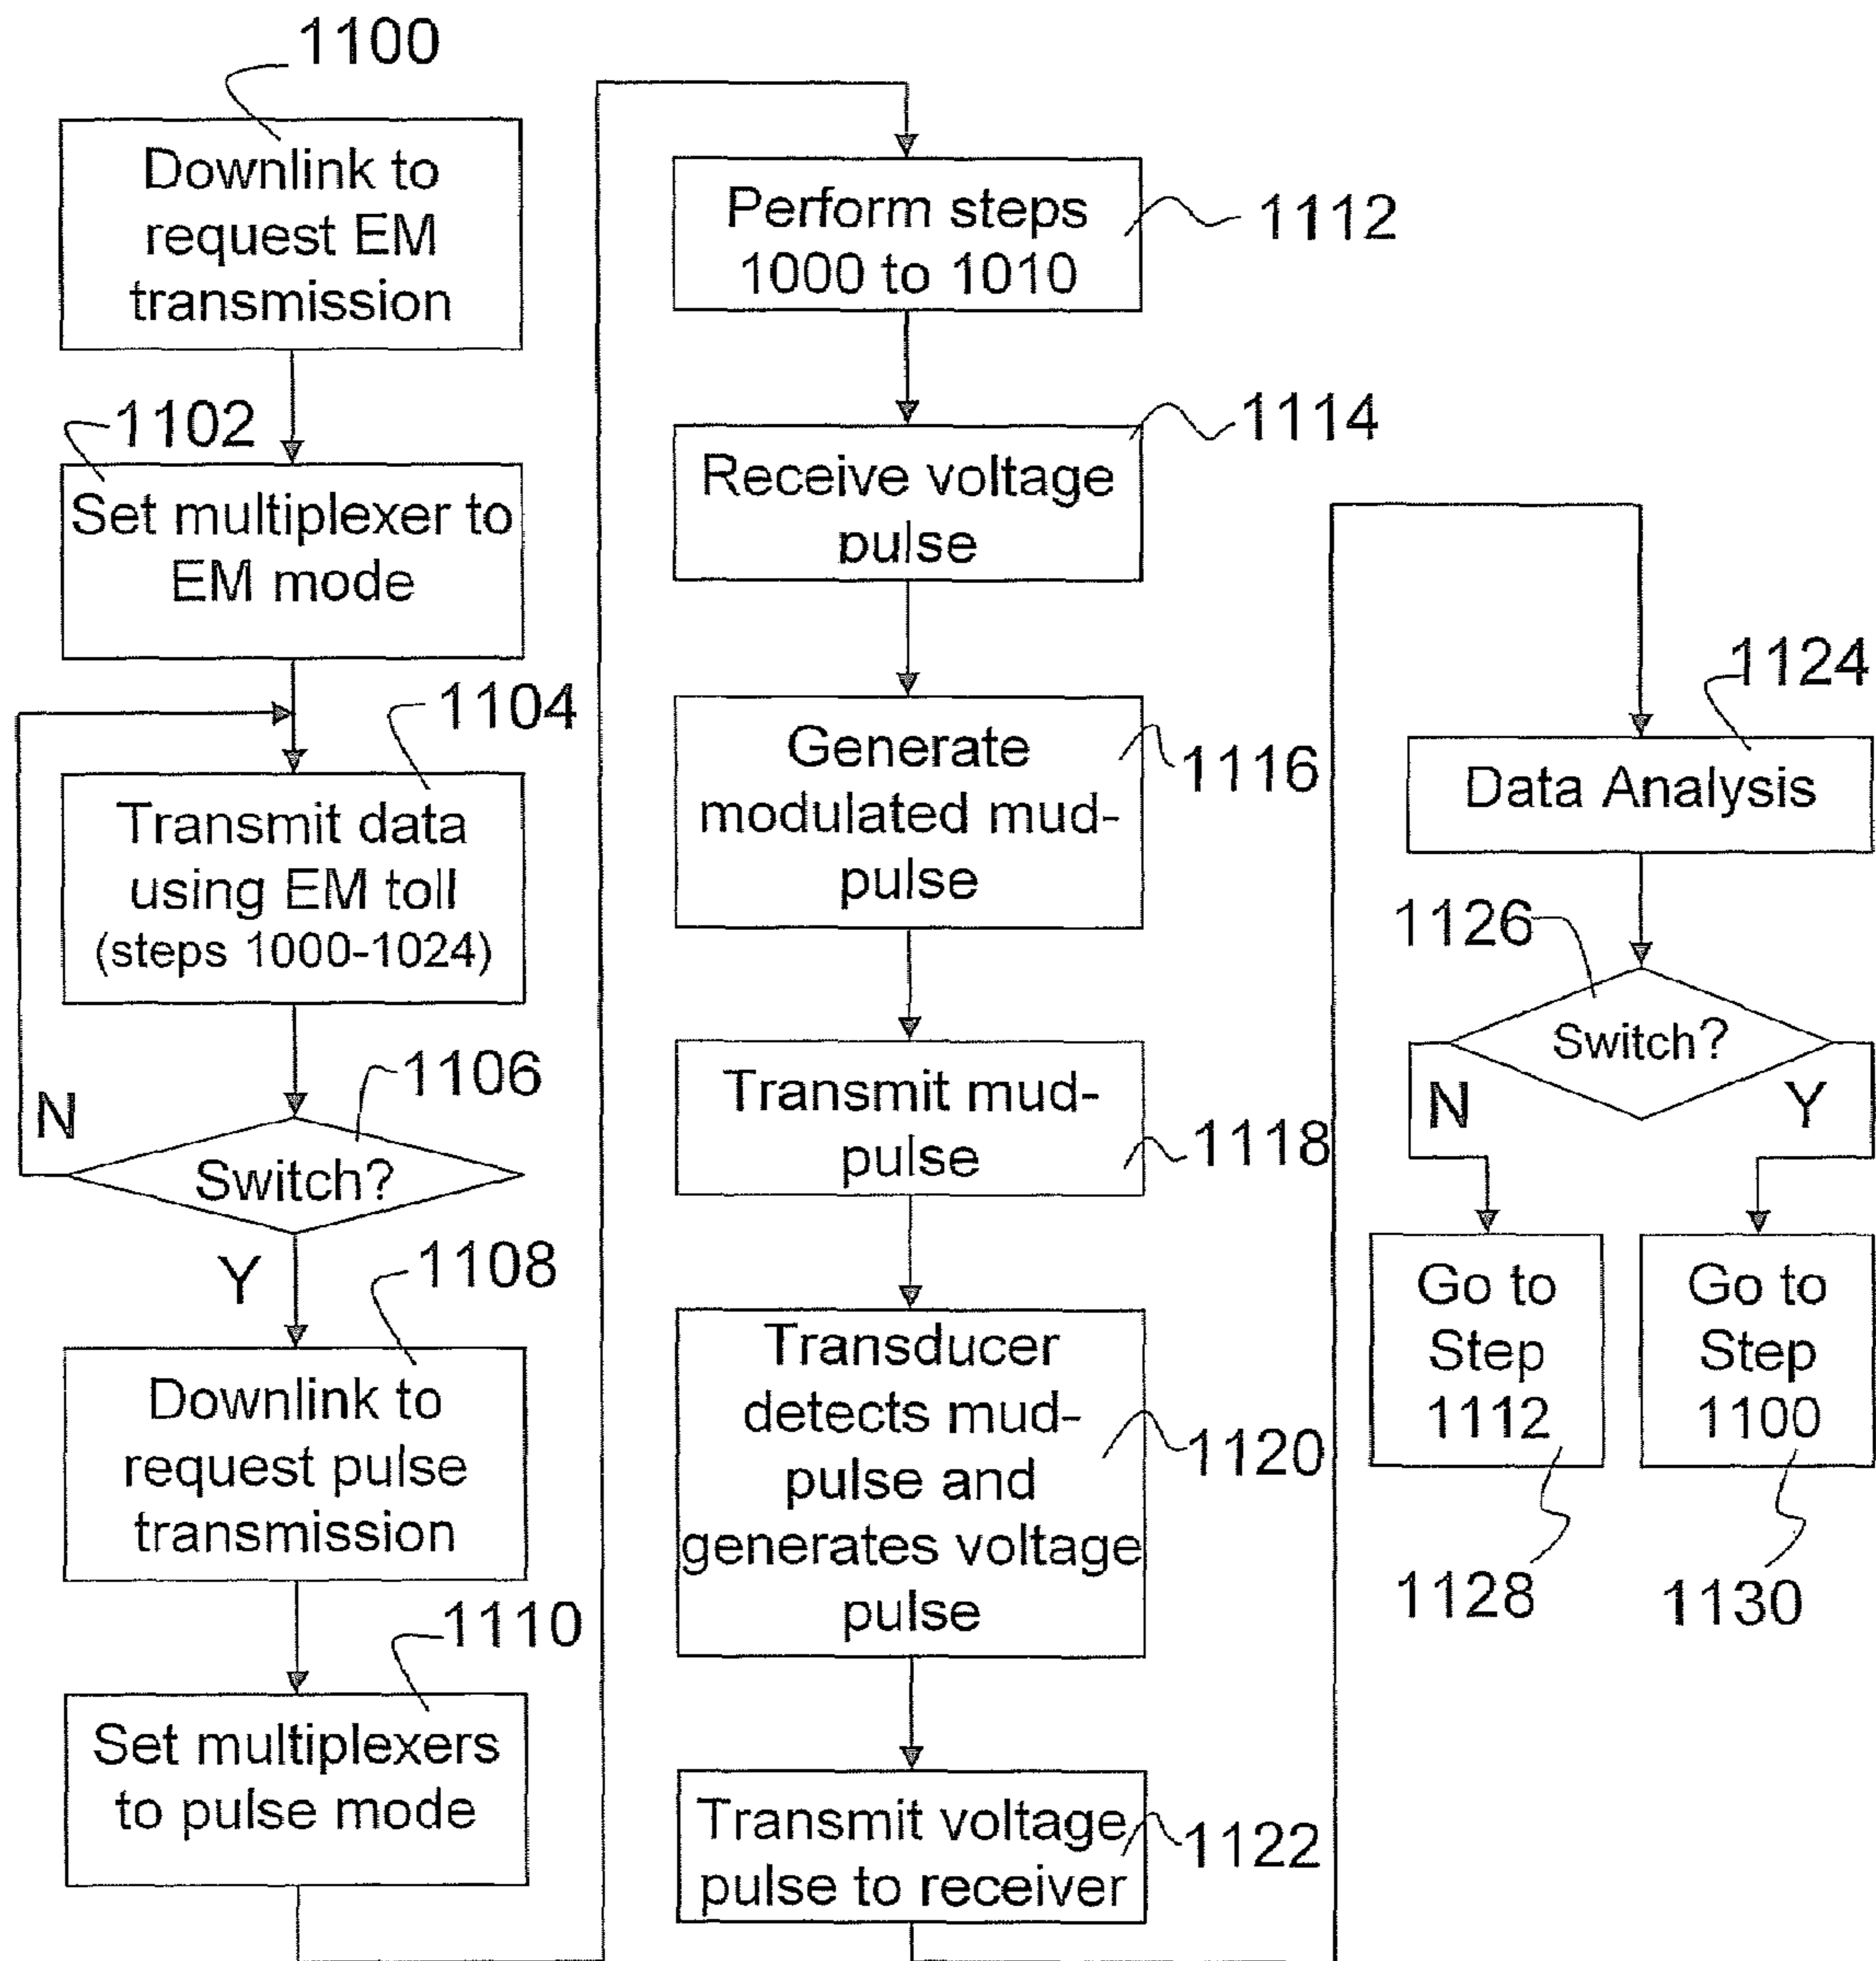 1100
Downlink to
request EM
transmission
1102
Set multiplexer to
EM mode
1104
Transmit data
using EM toll
(steps 1000-1024)
1106
N
Switch?
Y
1108
Downlink to
request pulse
transmission
1110
Set multiplexers
to pulse mode
Perform steps
1000 to 1010
1112
1114
Receive voltage
pulse
Generate
modulated mud-
pulse
1116
Transmit mud-
pulse
1118
Transducer
detects mud-
pulse and
generates voltage
pulse
1120
Transmit voltage
pulse to receiver
1122
1124
Data Analysis
1126
Switch?
N
Y
Go to
Step
1112
1128
Go to
Step
1100
1130